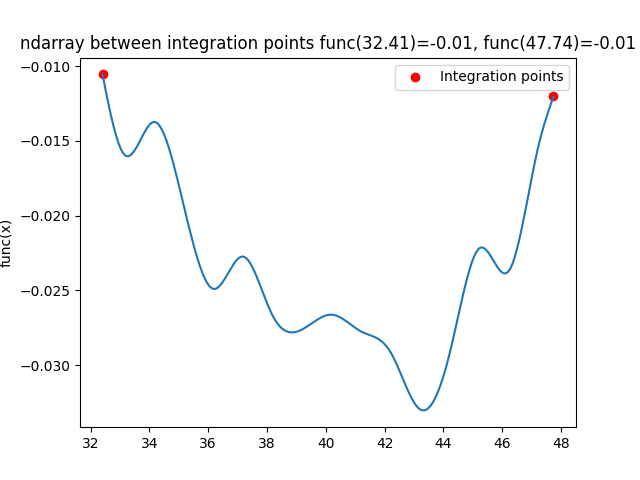 ndarray between integration points func(32.41)=-0.01, func(47.74)=-0.01
Integration points
func(x)
−0.010
−0.015
−0.020
−0.025
−0.030
32 34 36 38 40 42 44 46 48